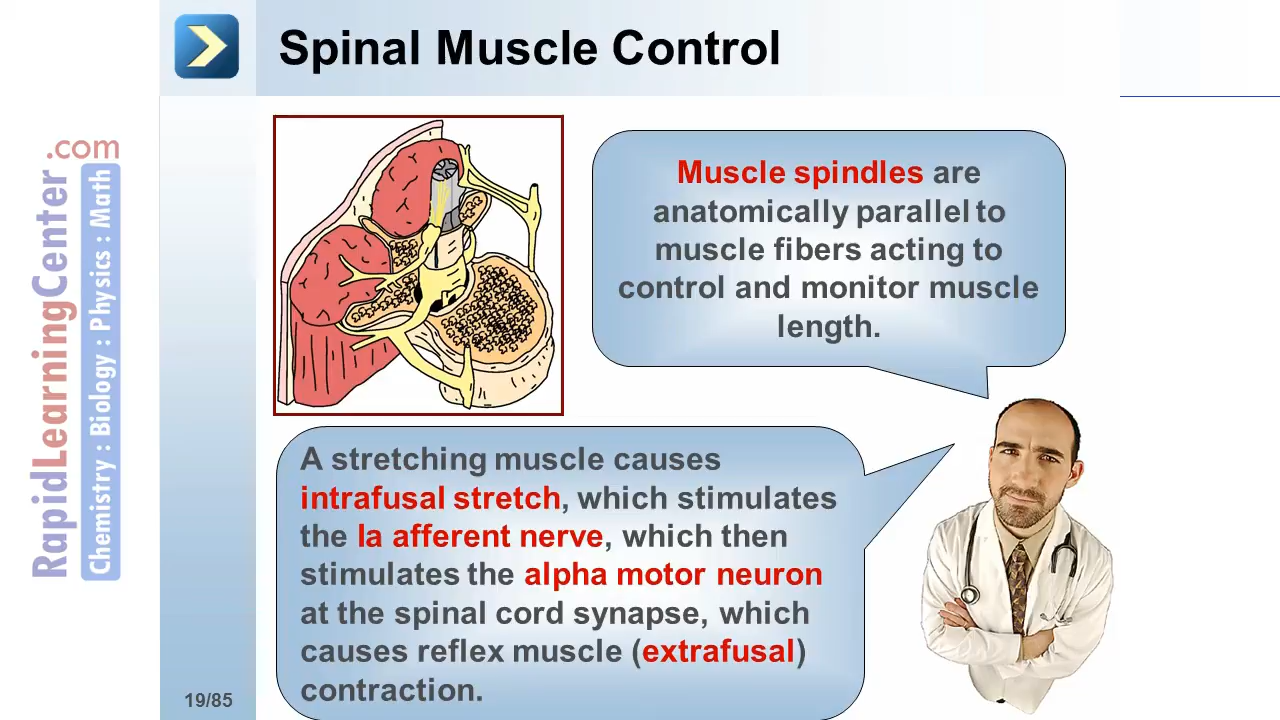 Spinal Muscle Control
RapidLearningCenter.com
Chemistry : Biology : Physics : Math
Muscle spindles are
anatomically parallel to
muscle fibers acting to
control and monitor muscle
length.
A stretching muscle causes
intrafusal stretch, which stimulates
the Ia afferent nerve, which then
stimulates the alpha motor neuron
at the spinal cord synapse, which
causes reflex muscle (extrafusal)
contraction.
19/85